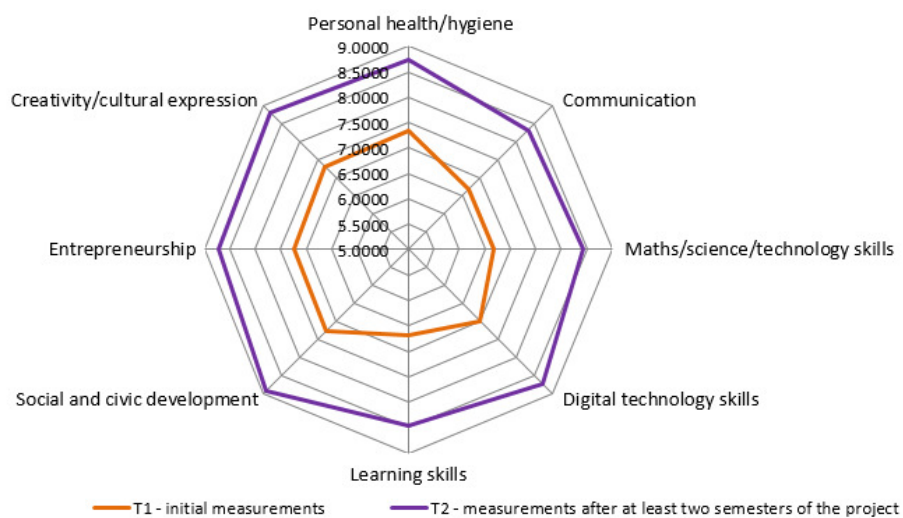 Personal health/hygiene
9.0000
8.5000
8.0000
7.5000
7.0000
6.5000
6.0000
5.5000
5.0000
Creativity/cultural expression
Communication
Entrepreneurship
Maths/science/technology skills
Social and civic development
Digital technology skills
Learning skills
T1 - initial measurements
T2 - measurements after at least two semesters of the project